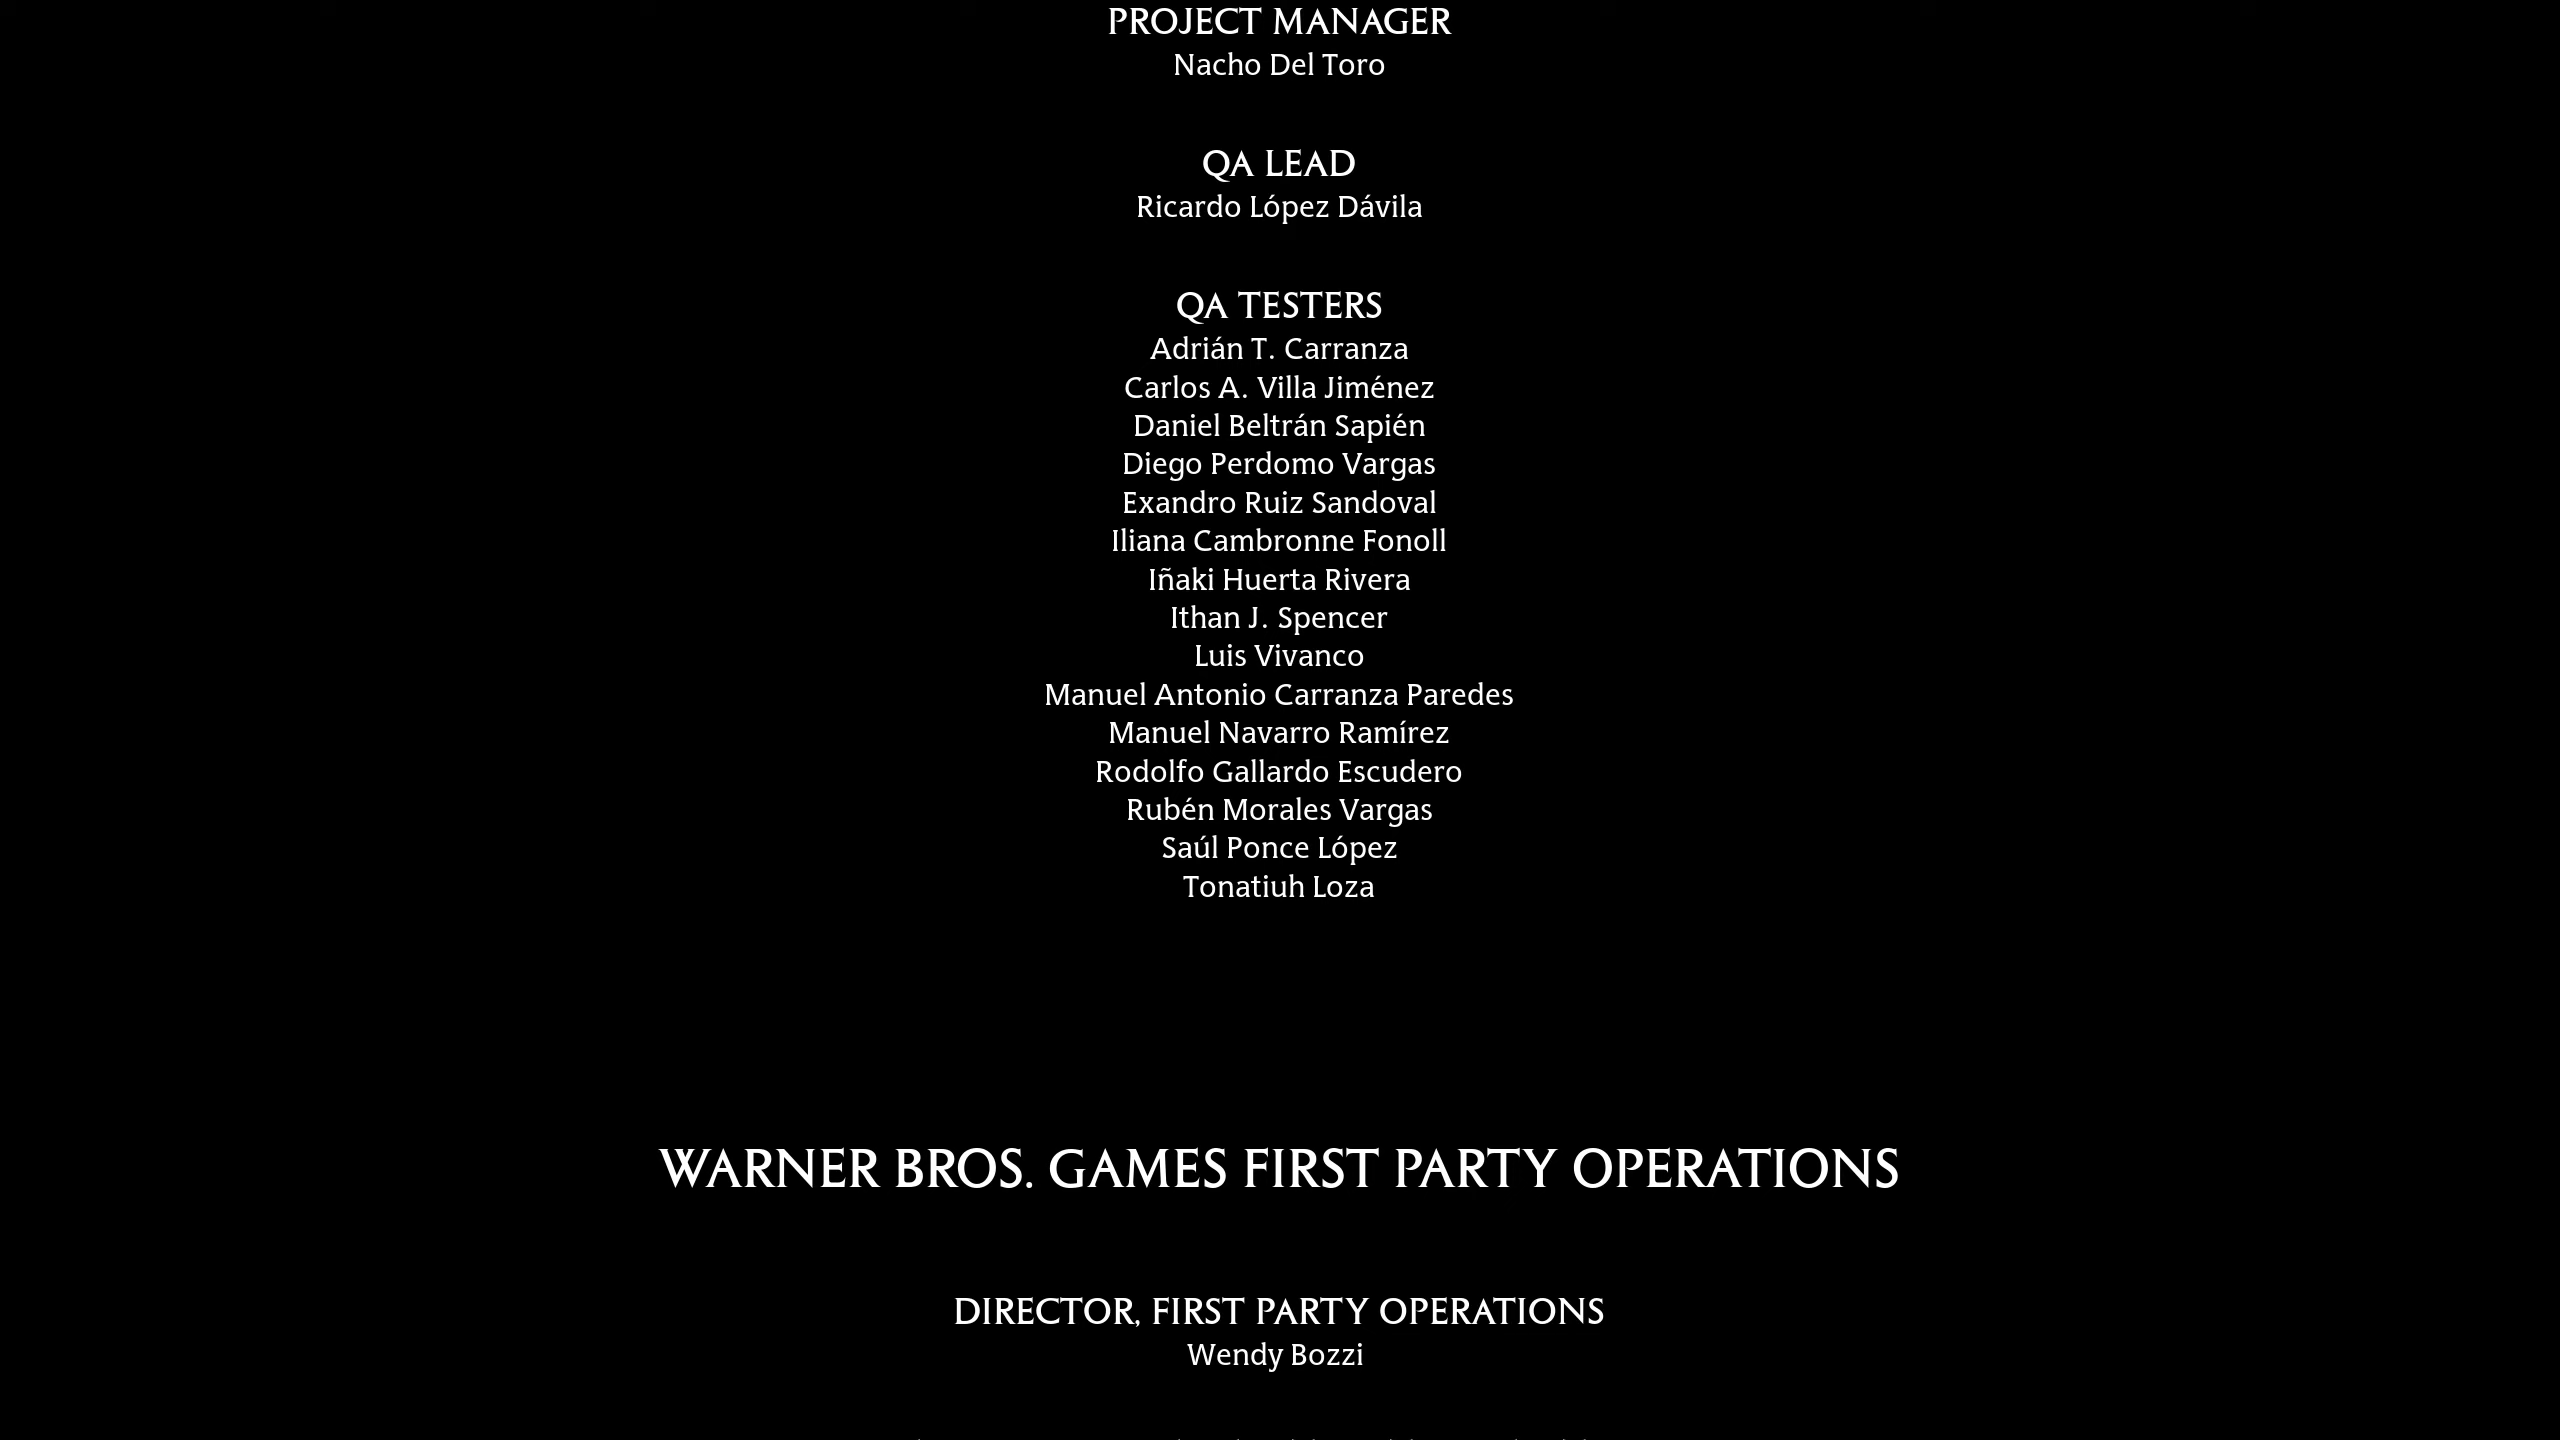 PROJECT MANAGER
Nacho Del Toro
QA LEAD
Ricardo López Dávila
QA TESTERS
Adrián T. Carranza
Carlos A. Villa Jiménez
Daniel Beltrán Sapién
Diego Perdomo Vargas
Exandro Ruiz Sandoval
Iliana Cambronne Fonoll
Iñaki Huerta Rivera
Ithan J. Spencer
Luis Vivanco
Manuel Antonio Carranza Paredes
Manuel Navarro Ramírez
Rodolfo Gallardo Escudero
Rubén Morales Vargas
Saúl Ponce López
Tonatiuh Loza
WARNER BROS. GAMES FIRST PARTY OPERATIONS
DIRECTOR, FIRST PARTY OPERATIONS
Wendy Bozzi